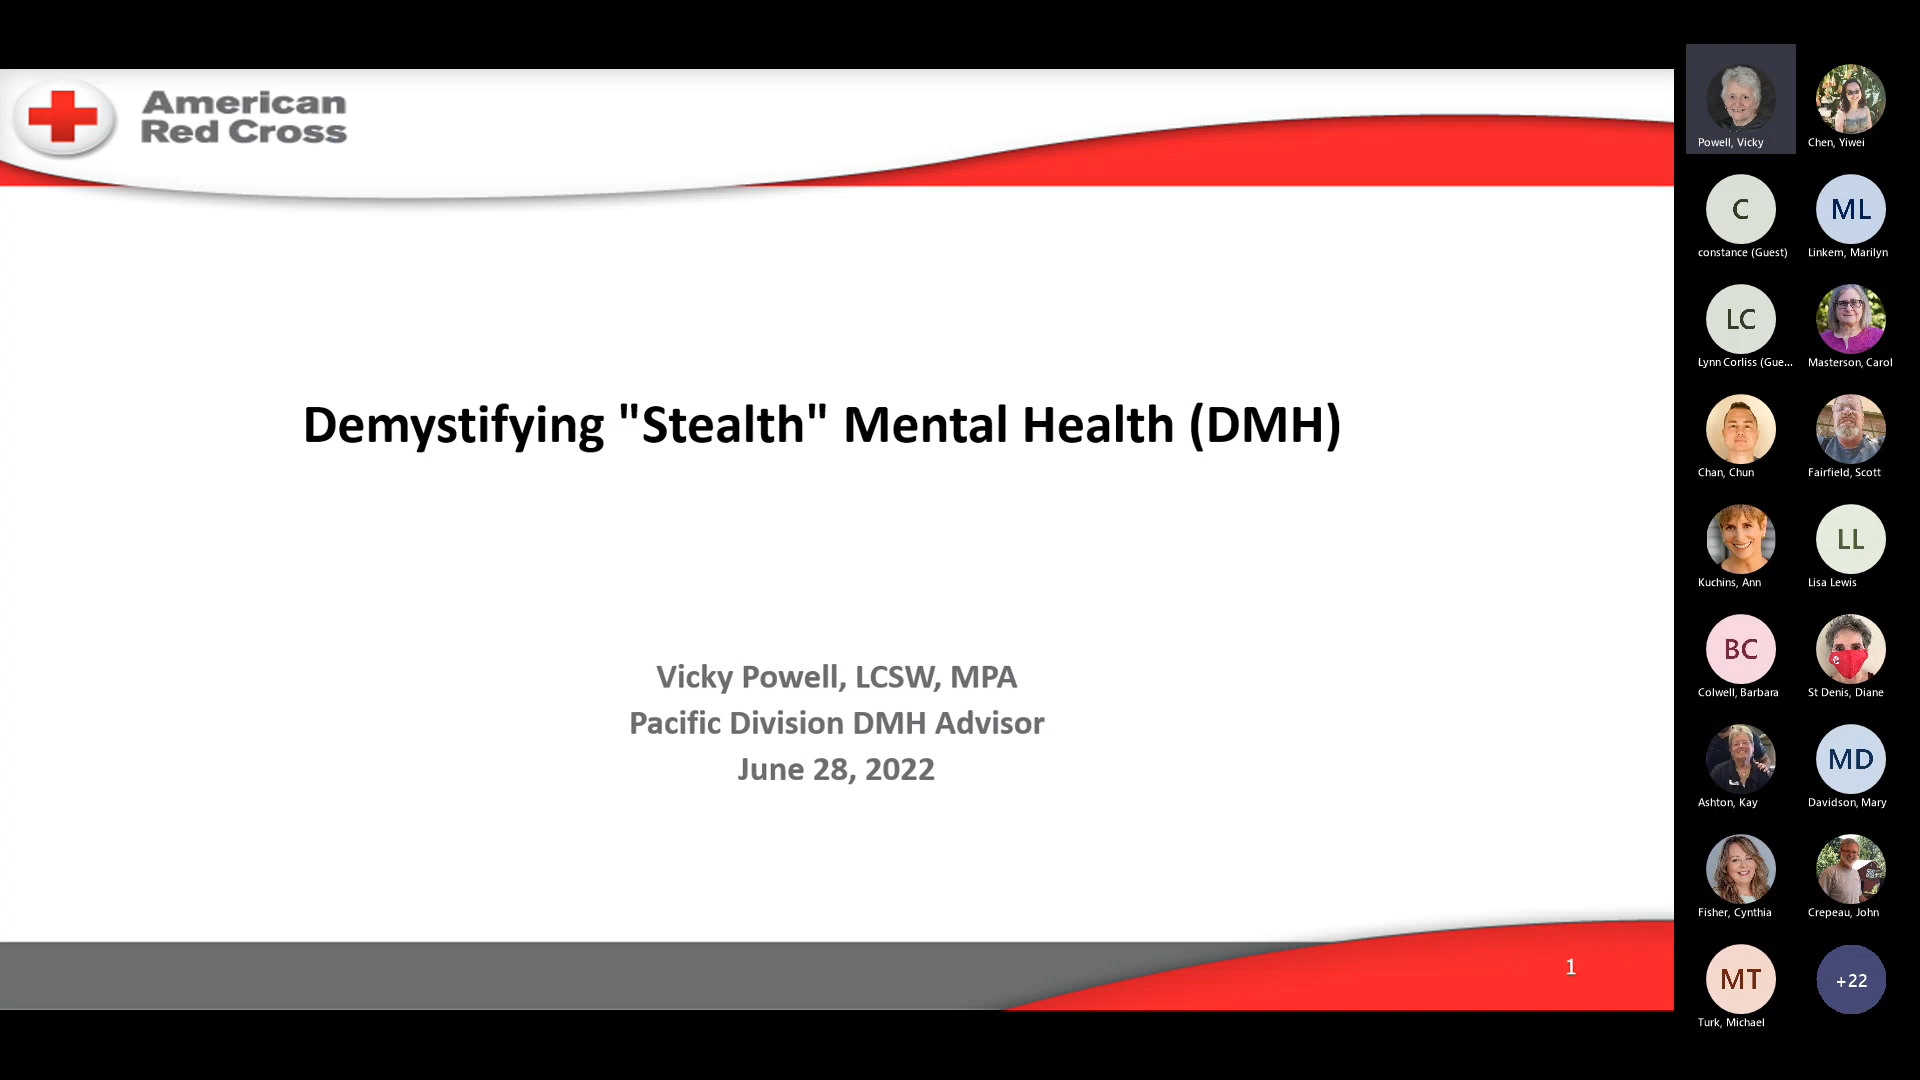 American
Red Cross
Demystifying "Stealth" Mental Health (DMH)
Vicky Powell, LCSW, MPA
Pacific Division DMH Advisor
June 28, 2022
1
Powell, Vicky
Chen, Yiwei
C
constance (Guest)
ML
Linkem, Marilyn
LC
Lynn Corliss (Gue...
Masterson, Carol
Chan, Chun
Fairfield, Scott
Kuchins, Ann
LL
Lisa Lewis
BC
Colwell, Barbara
St Denis, Diane
Ashton, Kay
MD
Davidson, Mary
Fisher, Cynthia
Crepeau, John
MT
Turk, Michael
+22